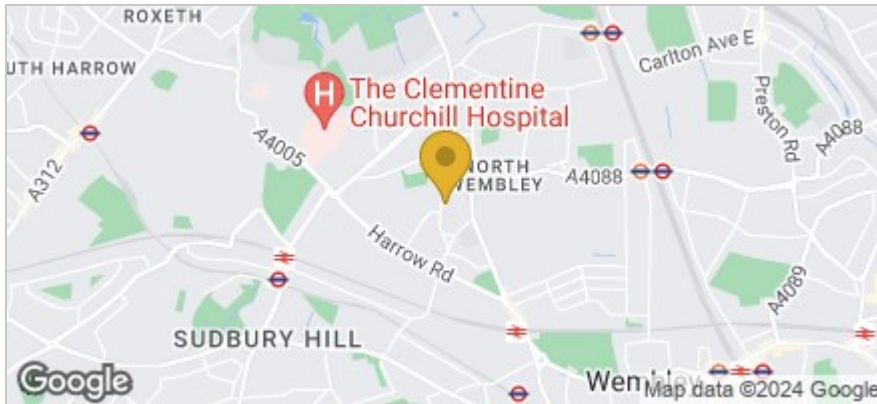 ROXETH
UTH HARROW
Carlton Ave E
H
The Clementine
Churchill Hospital
Preston Rd
A4088
A4005
A312
NORTH
WEMBLEY
A4088
Harrow Rd
A4089
SUDBURY HILL
Google
Wembley
Map data ©2024 Google